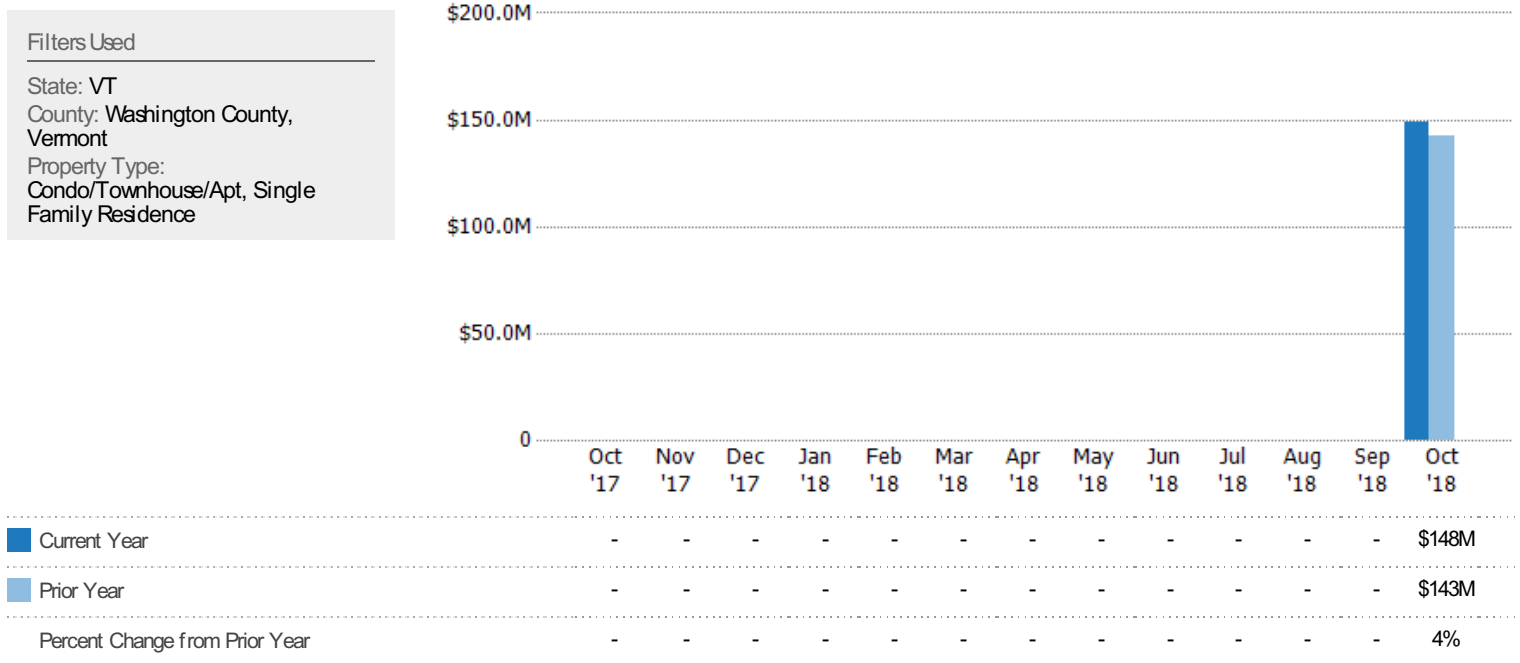 Filters Used
State: VT
County: Washington County,
Vermont
Property Type:
Condo/Townhouse/Apt, Single
Family Residence
$200.0M
$150.0M
$100.0M
$50.0M
0
Oct Nov Dec Jan Feb Mar Apr May Jun Jul Aug Sep Oct
'17 '17 '17 '18 '18 '18 '18 '18 '18 '18 '18 '18 '18
Current Year - - - - - - - - - - - - $148M
Prior Year - - - - - - - - - - - - $143M
Percent Change from Prior Year - - - - - - - - - - - - 4%